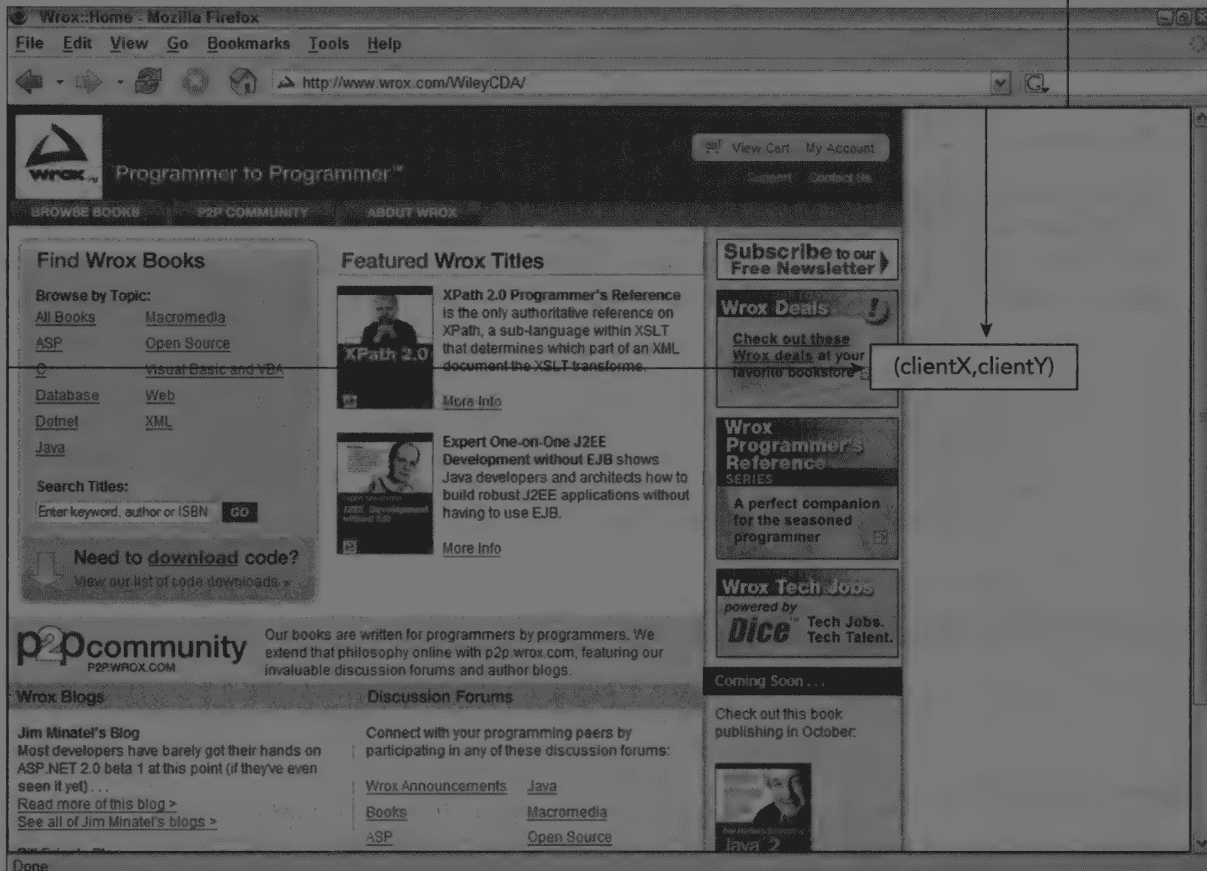 Wrox::Home - Mozilla Firefox
File Edit View Go Bookmarks Tools Help
http://www.wrox.com/WileyCDA/
G
wrox
Programmer to Programmer™
View Cart My Account
Support Contact Us
BROWSE BOOKS P2P COMMUNITY ABOUT WROX
Find Wrox Books
Browse by Topic:
All Books Macromedia
ASP Open Source
C Visual Basic and VBA
Database Web
Dotnet XML
Java
Search Titles:
Enter keyword, author or ISBN GO
Need to download code?
View our list of code downloads »
Featured Wrox Titles
XPath 2.0
XPath 2.0 Programmer's Reference
is the only authoritative reference on
XPath, a sub-language within XSLT
that determines which part of an XML
document the XSLT transforms.
More Info
J2EE Development
without EJB
Expert One-on-One J2EE
Development without EJB shows
Java developers and architects how to
build robust J2EE applications without
having to use EJB.
More Info
Subscribe to our
Free Newsletter
Wrox Deals
Check out these
Wrox deals at your
favorite bookstore
(clientX,clientY)
Wrox
Programmer's
Reference
SERIES
A perfect companion
for the seasoned
programmer
Wrox Tech Jobs
powered by
Dice™ Tech Jobs.
Tech Talent.
p2pcommunity
P2P.WROX.COM
Our books are written for programmers by programmers. We
extend that philosophy online with p2p.wrox.com, featuring our
invaluable discussion forums and author blogs.
Wrox Blogs
Jim Minatel's Blog
Most developers have barely got their hands on
ASP.NET 2.0 beta 1 at this point (if they've even
seen it yet) . . .
Read more of this blog >
See all of Jim Minatel's blogs >
Discussion Forums
Connect with your programming peers by
participating in any of these discussion forums:
Wrox Announcements Java
Books Macromedia
ASP Open Source
Coming Soon . . .
Check out this book
publishing in October:
Java 2
Done